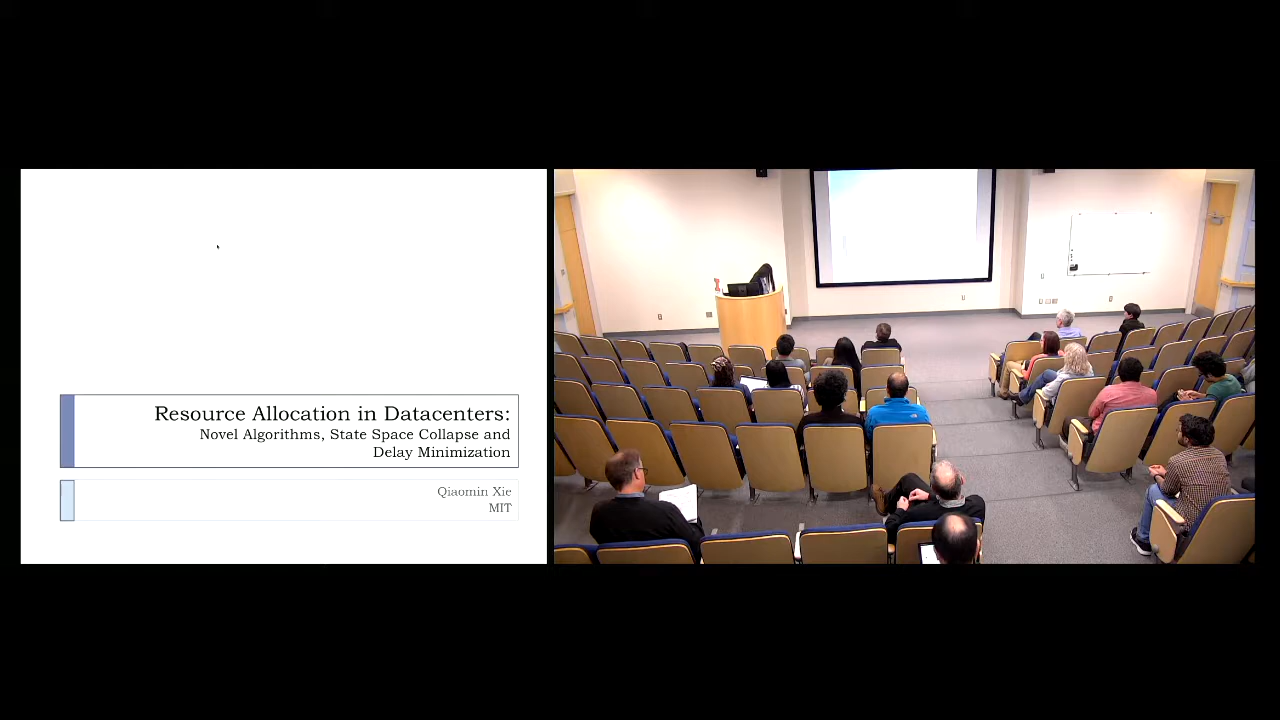 Resource Allocation in Datacenters:
Novel Algorithms, State Space Collapse and
Delay Minimization
Qiaomin Xie
MIT